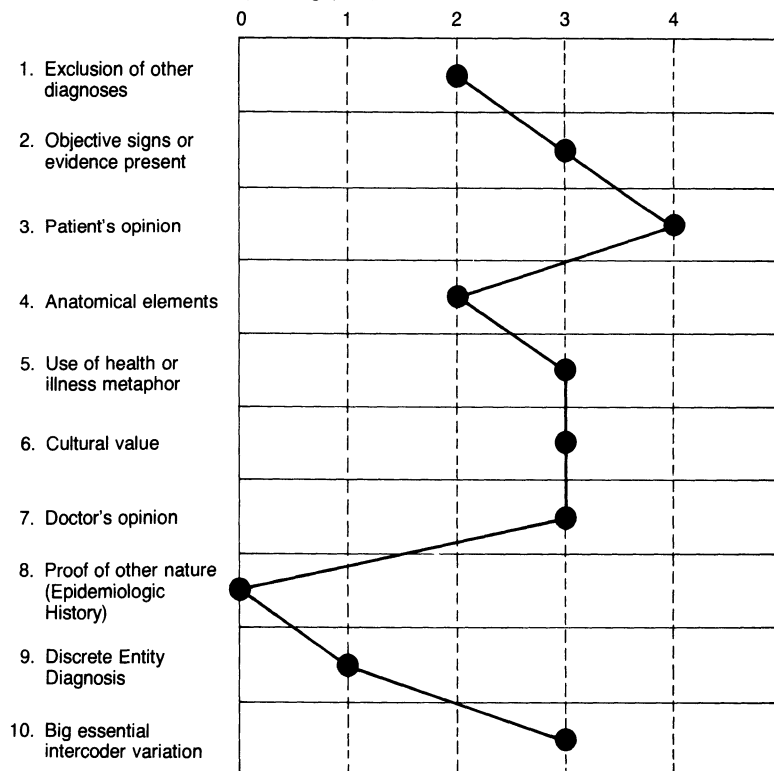 0 1 2 3 4
1. Exclusion of other
diagnoses
2. Objective signs or
evidence present
3. Patient's opinion
4. Anatomical elements
5. Use of health or
illness metaphor
6. Cultural value
7. Doctor's opinion
8. Proof of other nature
(Epidemiologic
History)
9. Discrete Entity
Diagnosis
10. Big essential
intercoder variation